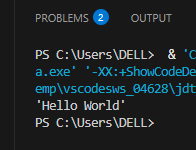 PROBLEMS 2 OUTPUT
PS C:\Users\DELL> & 'C
a.exe' '-XX:+ShowCodeDe
emp\vscodesws_04628\jdt
'Hello World'
PS C:\Users\DELL>